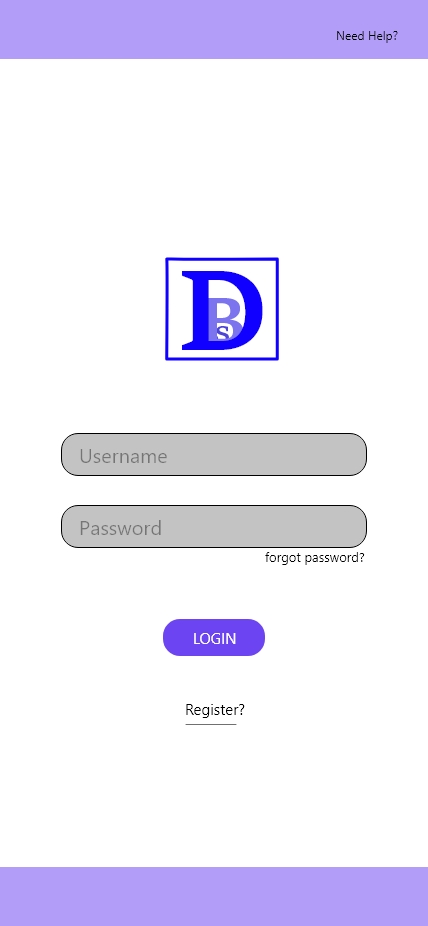 Need Help?
DBs
Username
Password
forgot password?
LOGIN
Register?